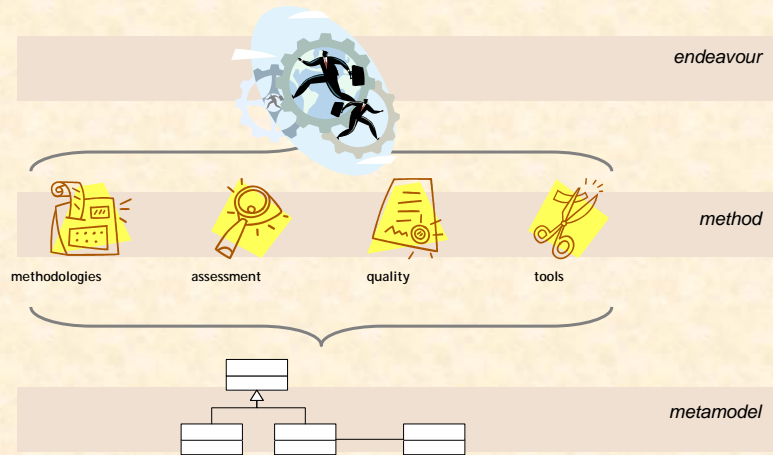 endeavour
method
methodologies
assessment
quality
tools
metamodel